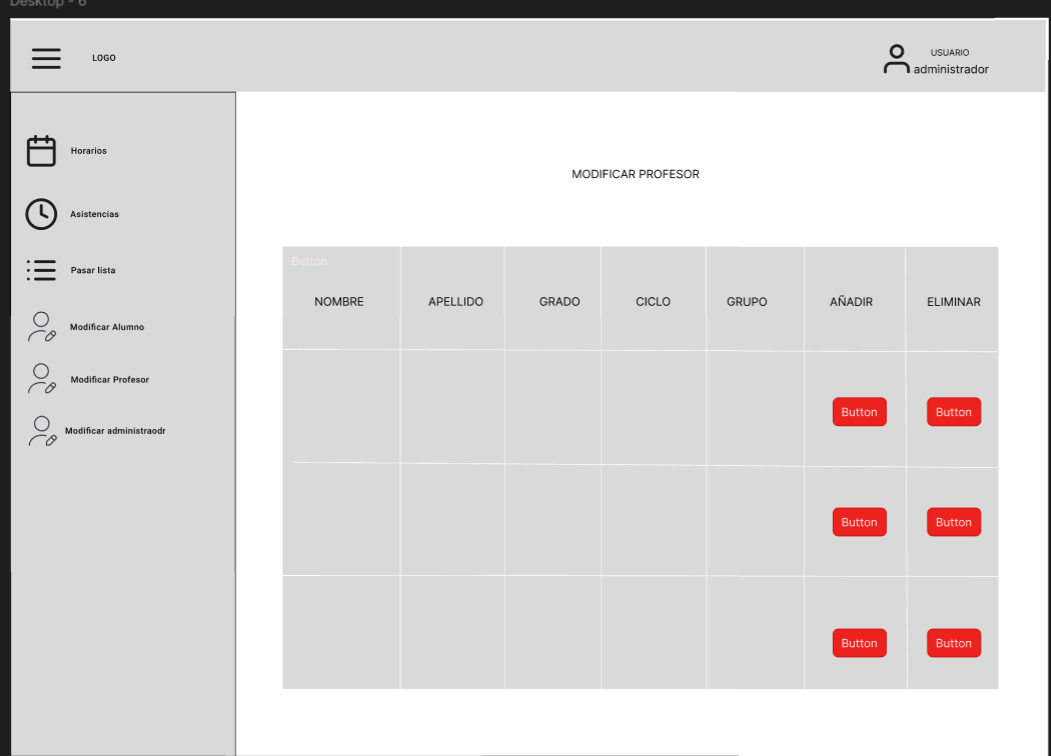 Desktop - 6
LOGO
USUARIO
administrador
Horarios
Asistencias
Pasar lista
Modificar Alumno
Modificar Profesor
Modificar administraodr
MODIFICAR PROFESOR
Button
NOMBRE APELLIDO GRADO CICLO GRUPO AÑADIR ELIMINAR
Button Button
Button Button
Button Button